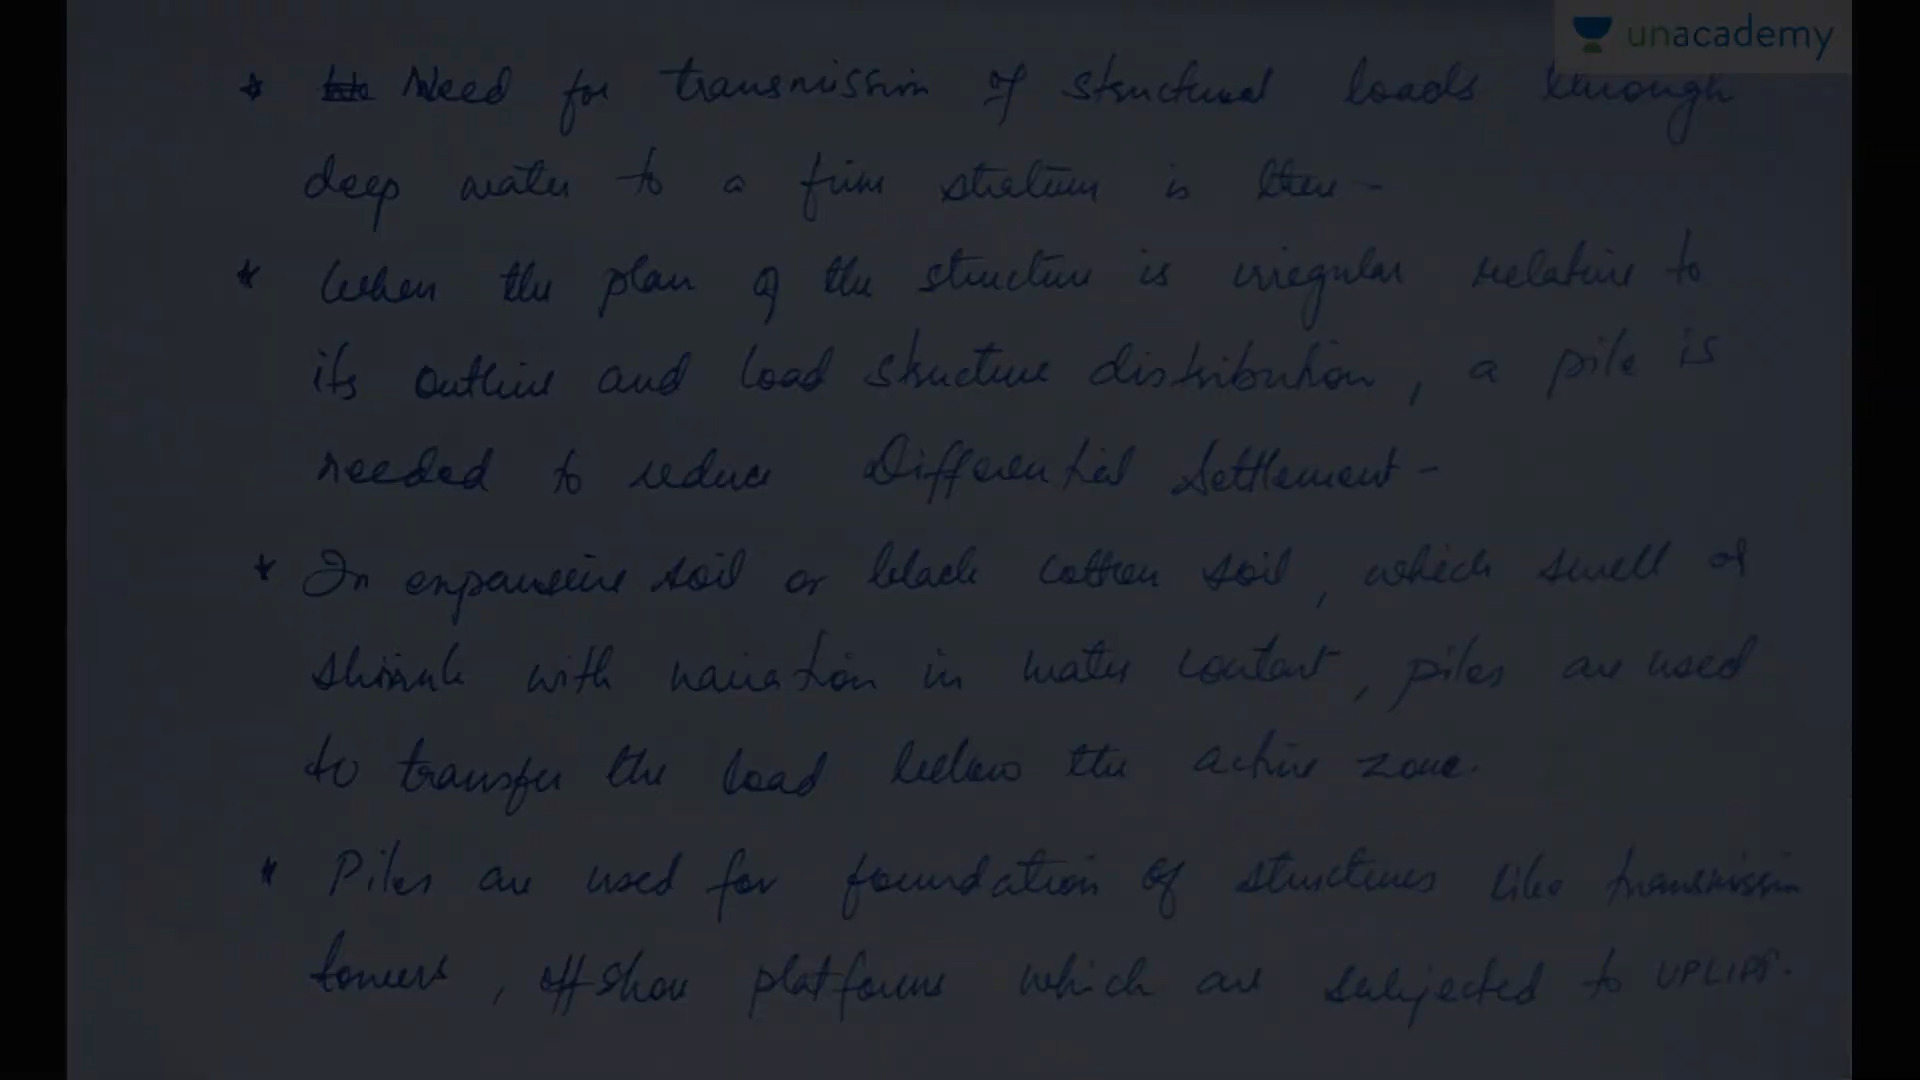 unacademy
* Need for transmission of structural loads through
deep water to a firm stratum is there -
* When the plan of the structure is irregular relative to
its outline and load structure distribution, a pile is
needed to reduce Differential Settlement -
* In expansive soil or black cotton soil, which swell or
shrink with variation in water content, piles are used
to transfer the load below the active zone.
* Piles are used for foundation of structures like transmission
towers, offshore platforms which are subjected to UPLIFT.